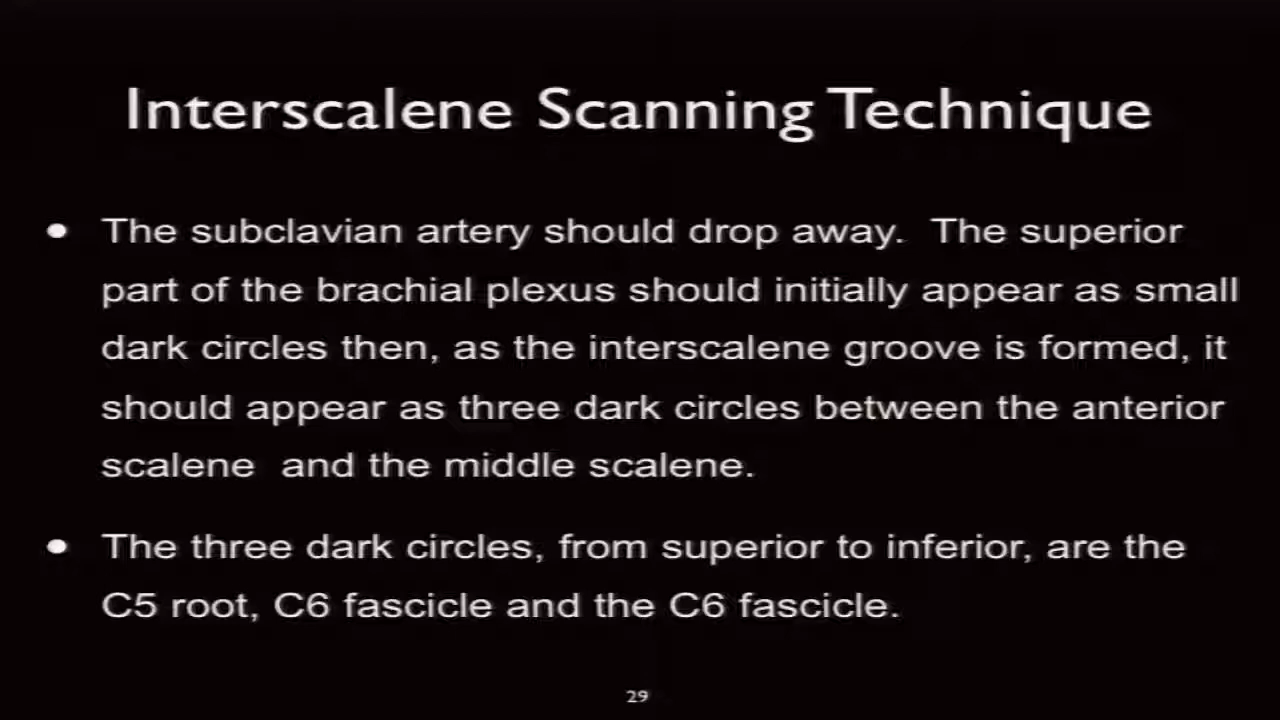 Interscalene Scanning Technique
• The subclavian artery should drop away. The superior
part of the brachial plexus should initially appear as small
dark circles then, as the interscalene groove is formed, it
should appear as three dark circles between the anterior
scalene and the middle scalene.
• The three dark circles, from superior to inferior, are the
C5 root, C6 fascicle and the C6 fascicle.
29